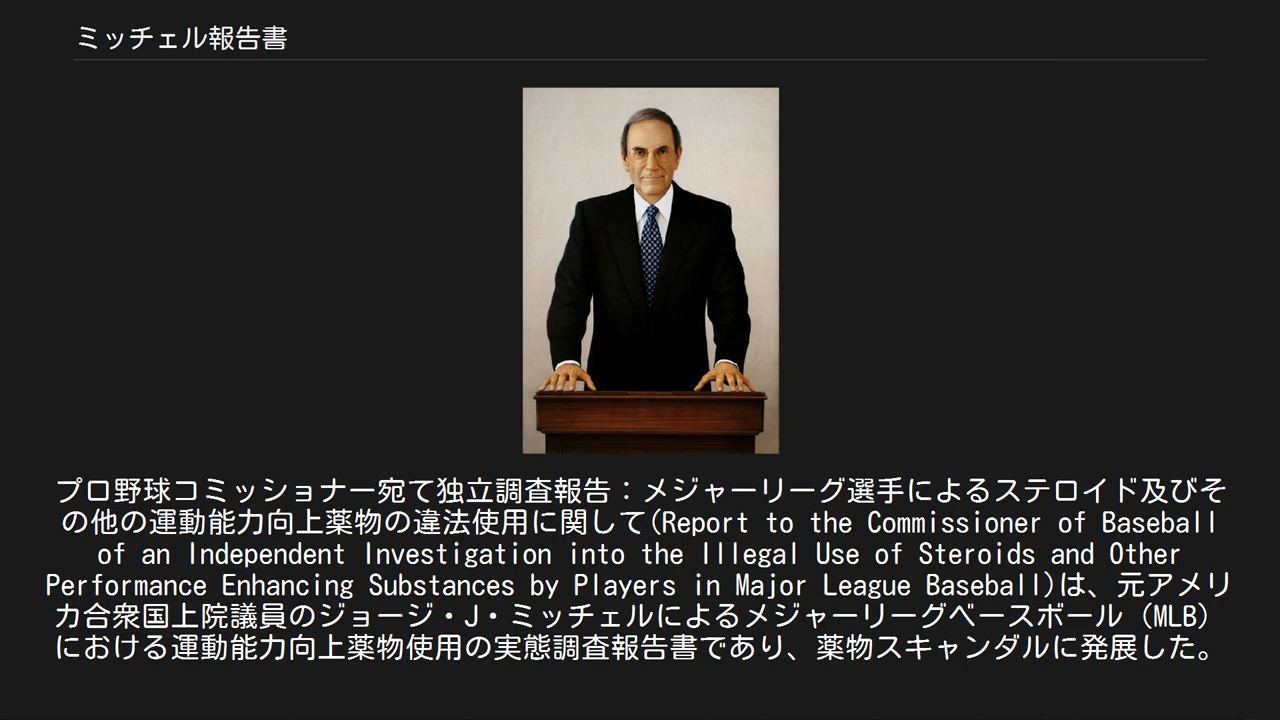 ミッチェル報告書
プロ野球コミッショナー宛て独立調査報告：メジャーリーグ選手によるステロイド及びそ
の他の運動能力向上薬物の違法使用に関して(Report to the Commissioner of Baseball
of an Independent Investigation into the Illegal Use of Steroids and Other
Performance Enhancing Substances by Players in Major League Baseball)は、元アメリ
カ合衆国上院議員のジョージ・J・ミッチェルによるメジャーリーグベースボール（MLB）
における運動能力向上薬物使用の実態調査報告書であり、薬物スキャンダルに発展した。